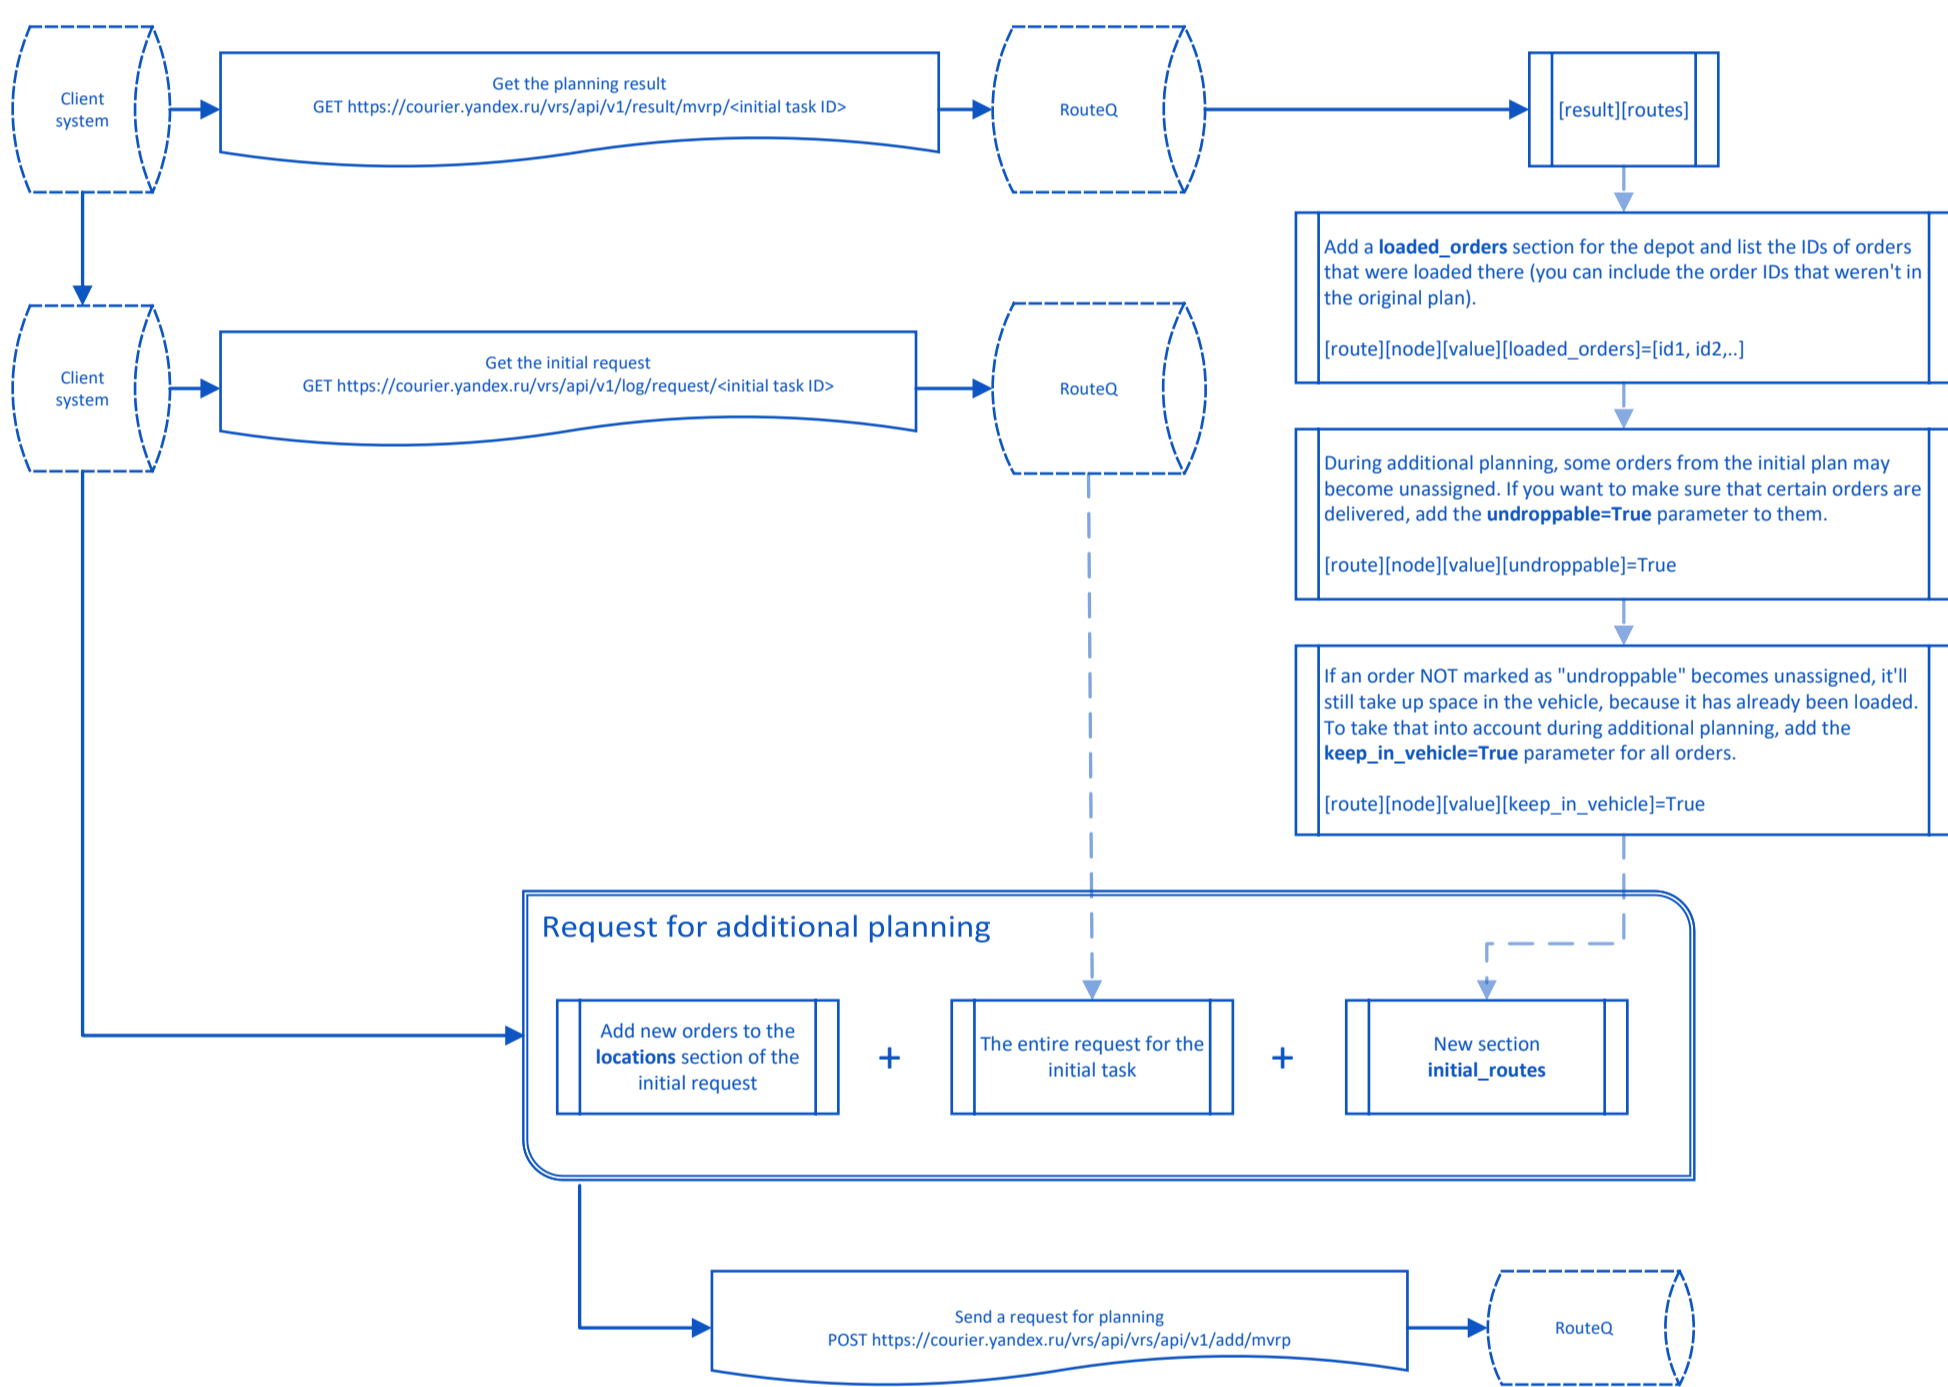 Client
system
Get the planning result
GET https://courier.yandex.ru/vrs/api/v1/result/mvrp/<initial task ID>
RouteQ
[result][routes]
Add a loaded_orders section for the depot and list the IDs of orders
that were loaded there (you can include the order IDs that weren't in
the original plan).
[route][node][value][loaded_orders]=[id1, id2,..]
Client
system
Get the initial request
GET https://courier.yandex.ru/vrs/api/v1/log/request/<initial task ID>
RouteQ
During additional planning, some orders from the initial plan may
become unassigned. If you want to make sure that certain orders are
delivered, add the undroppable=True parameter to them.
[route][node][value][undroppable]=True
If an order NOT marked as "undroppable" becomes unassigned, it'll
still take up space in the vehicle, because it has already been loaded.
To take that into account during additional planning, add the
keep_in_vehicle=True parameter for all orders.
[route][node][value][keep_in_vehicle]=True
Request for additional planning
Add new orders to the
locations section of the
initial request
+
The entire request for the
initial task
+
New section
initial_routes
Send a request for planning
POST https://courier.yandex.ru/vrs/api/vrs/api/v1/add/mvrp
RouteQ